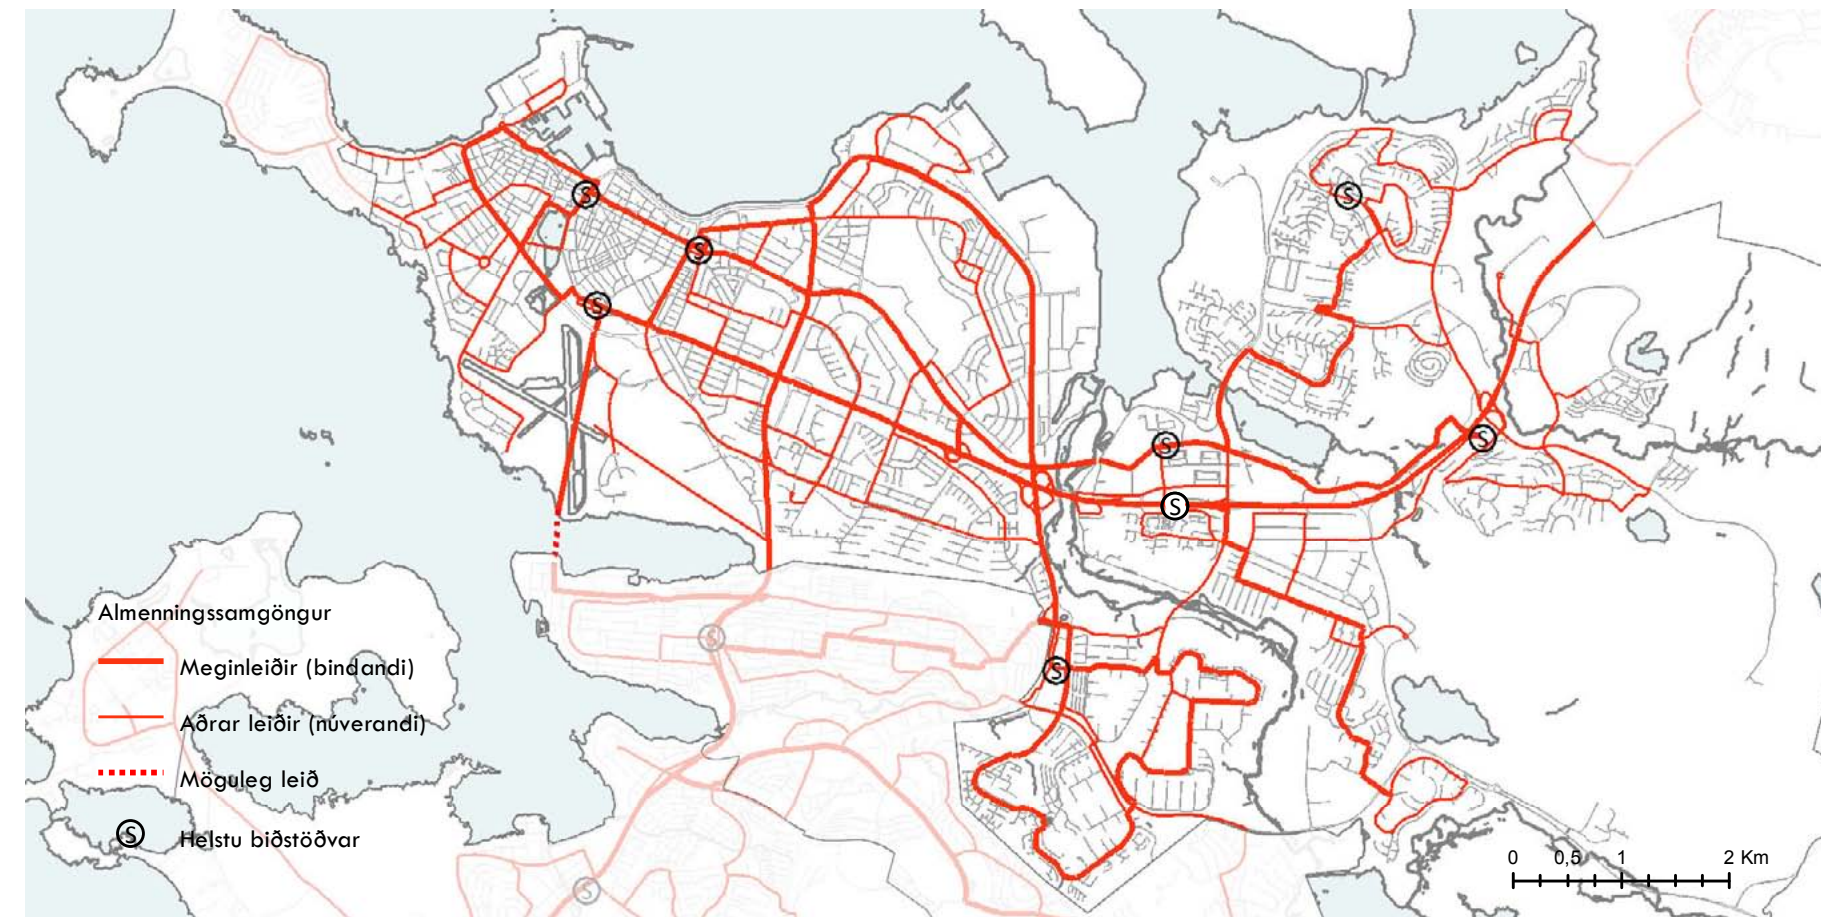 S
S
S
S
S
S
S
S
S
S
Almenningssamgöngur
Meginleiðir (bindandi)
Aðrar leiðir (núverandi)
Möguleg leið
S Helstu biðstöðvar
0 0,5 1 2 Km